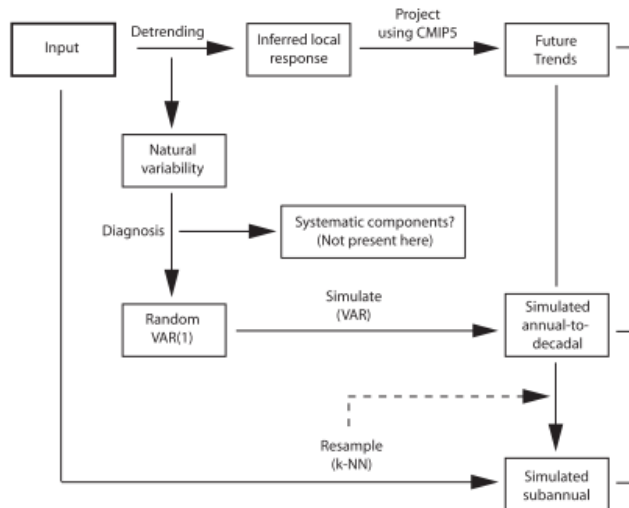 Input
Detrending
Inferred local
response
Project
using CMIP5
Future
Trends
Natural
variability
Diagnosis
Systematic components?
(Not present here)
Random
VAR(1)
Simulate
(VAR)
Simulated
annual-to-
decadal
Resample
(k-NN)
Simulated
subannual